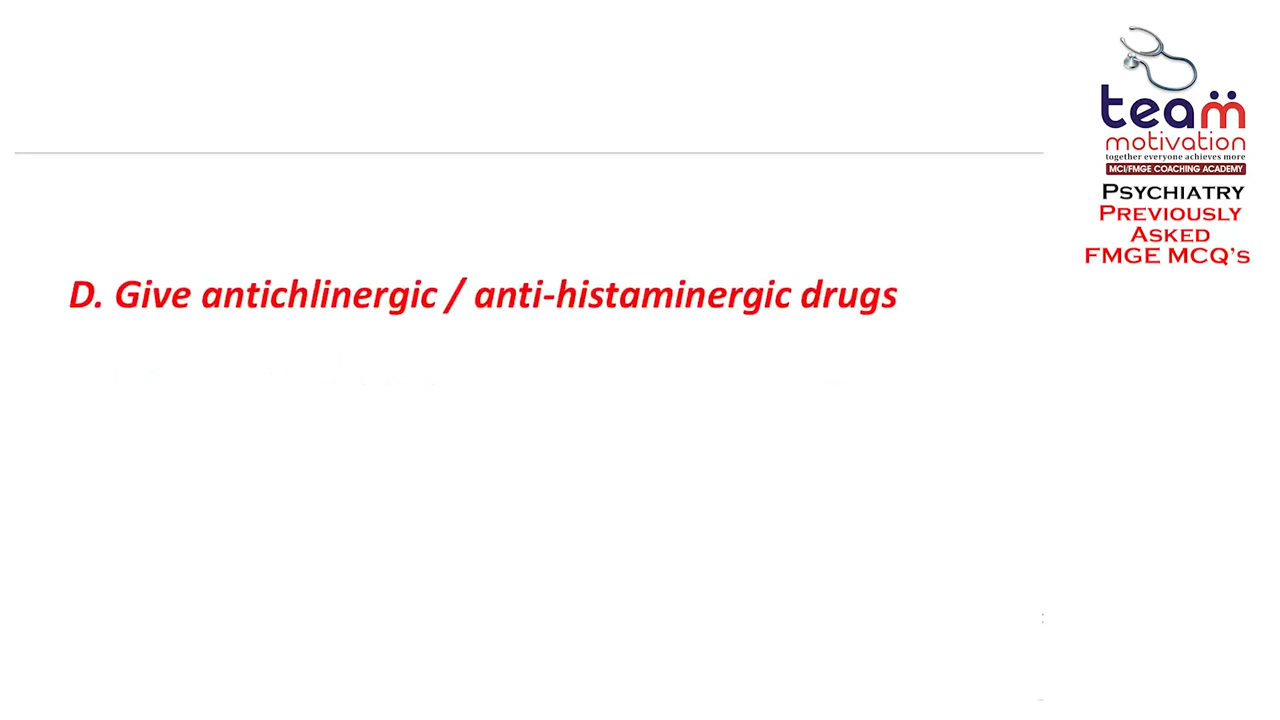 team
motivation
together everyone achieves more
MCI/FMGE COACHING ACADEMY
PSYCHIATRY
PREVIOUSLY
ASKED
FMGE MCQ's
D. Give antichlinergic / anti-histaminergic drugs